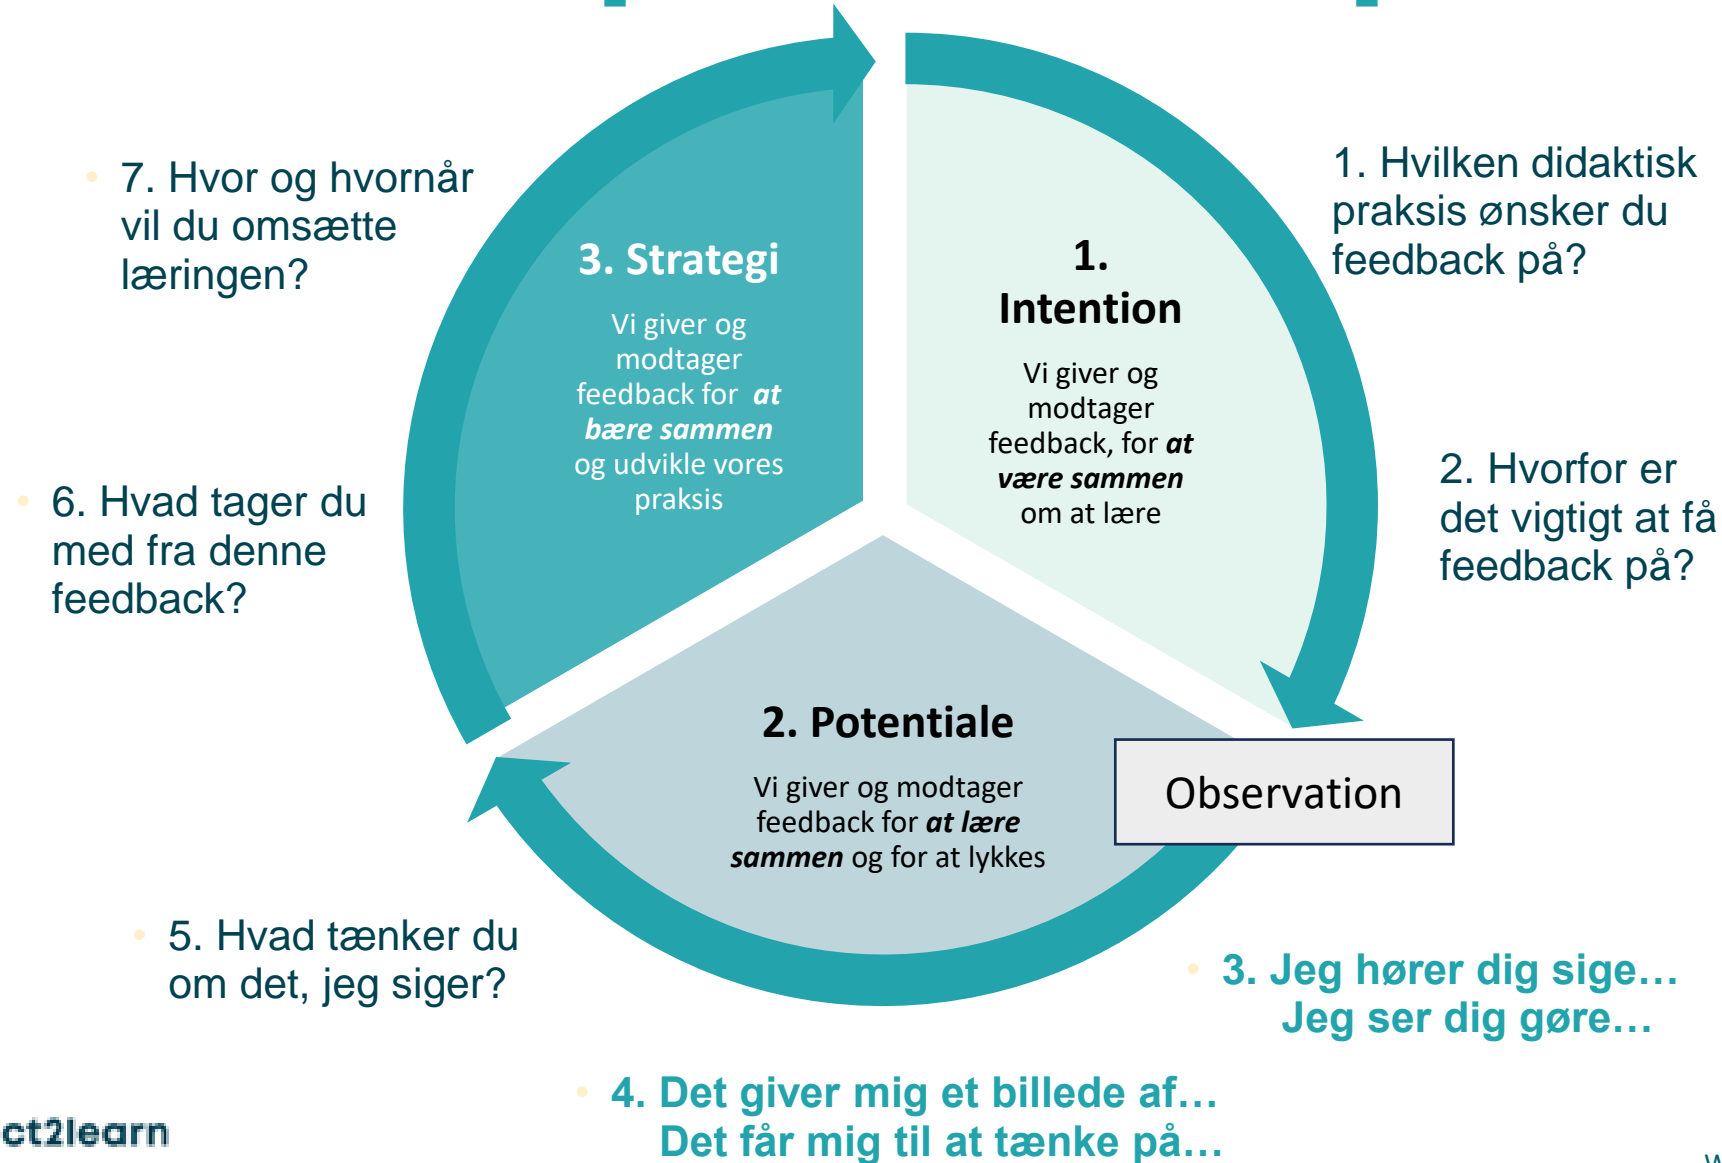 1. Hvilken didaktisk
praksis ønsker du
feedback på?
2. Hvorfor er
det vigtigt at få
feedback på?
1.
Intention
Vi giver og
modtager
feedback, for at
være sammen
om at lære
Observation
• 3. Jeg hører dig sige…
Jeg ser dig gøre…
2. Potentiale
Vi giver og modtager
feedback for at lære
sammen og for at lykkes
• 4. Det giver mig et billede af…
Det får mig til at tænke på…
• 5. Hvad tænker du
om det, jeg siger?
3. Strategi
Vi giver og
modtager
feedback for at
bære sammen
og udvikle vores
praksis
• 6. Hvad tager du
med fra denne
feedback?
• 7. Hvor og hvornår
vil du omsætte
læringen?
ct2learn